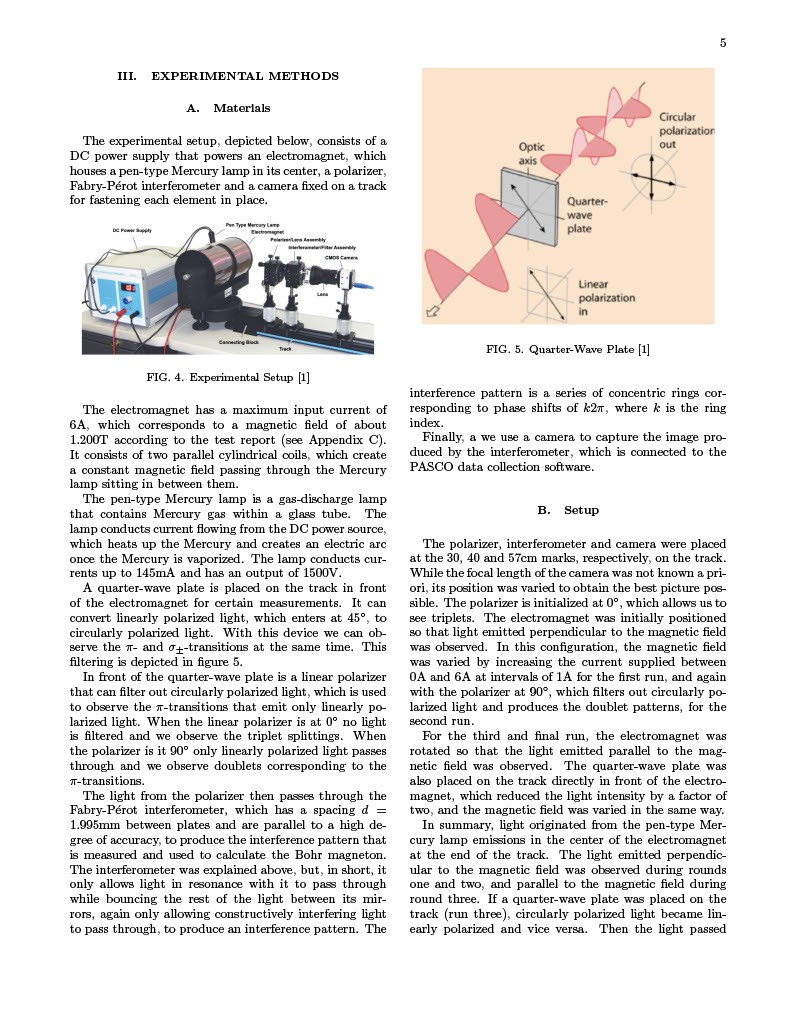 5
III. EXPERIMENTAL METHODS
A. Materials
The experimental setup, depicted below, consists of a
DC power supply that powers an electromagnet, which
houses a pen-type Mercury lamp in its center, a polarizer,
Fabry-Pérot interferometer and a camera fixed on a track
for fastening each element in place.
DC Power Supply
Pen Type Mercury Lamp
Electromagnet
Polarizer/Lens Assembly
Interferometer/Filter Assembly
CMOS Camera
Lens
Connecting Block
Track
FIG. 4. Experimental Setup [1]
The electromagnet has a maximum input current of
6A, which corresponds to a magnetic field of about
1.200T according to the test report (see Appendix C).
It consists of two parallel cylindrical coils, which create
a constant magnetic field passing through the Mercury
lamp sitting in between them.
The pen-type Mercury lamp is a gas-discharge lamp
that contains Mercury gas within a glass tube. The
lamp conducts current flowing from the DC power source,
which heats up the Mercury and creates an electric arc
once the Mercury is vaporized. The lamp conducts cur-
rents up to 145mA and has an output of 1500V.
A quarter-wave plate is placed on the track in front
of the electromagnet for certain measurements. It can
convert linearly polarized light, which enters at 45°, to
circularly polarized light. With this device we can ob-
serve the π- and σ±-transitions at the same time. This
filtering is depicted in figure 5.
In front of the quarter-wave plate is a linear polarizer
that can filter out circularly polarized light, which is used
to observe the π-transitions that emit only linearly po-
larized light. When the linear polarizer is at 0° no light
is filtered and we observe the triplet splittings. When
the polarizer is it 90° only linearly polarized light passes
through and we observe doublets corresponding to the
π-transitions.
The light from the polarizer then passes through the
Fabry-Pérot interferometer, which has a spacing d =
1.995mm between plates and are parallel to a high de-
gree of accuracy, to produce the interference pattern that
is measured and used to calculate the Bohr magneton.
The interferometer was explained above, but, in short, it
only allows light in resonance with it to pass through
while bouncing the rest of the light between its mir-
rors, again only allowing constructively interfering light
to pass through, to produce an interference pattern. The
Circular
polarization
out
Optic
axis
Quarter-
wave
plate
Linear
polarization
in
FIG. 5. Quarter-Wave Plate [1]
interference pattern is a series of concentric rings cor-
responding to phase shifts of k2π, where k is the ring
index.
Finally, a we use a camera to capture the image pro-
duced by the interferometer, which is connected to the
PASCO data collection software.
B. Setup
The polarizer, interferometer and camera were placed
at the 30, 40 and 57cm marks, respectively, on the track.
While the focal length of the camera was not known a pri-
ori, its position was varied to obtain the best picture pos-
sible. The polarizer is initialized at 0°, which allows us to
see triplets. The electromagnet was initially positioned
so that light emitted perpendicular to the magnetic field
was observed. In this configuration, the magnetic field
was varied by increasing the current supplied between
0A and 6A at intervals of 1A for the first run, and again
with the polarizer at 90°, which filters out circularly po-
larized light and produces the doublet patterns, for the
second run.
For the third and final run, the electromagnet was
rotated so that the light emitted parallel to the mag-
netic field was observed. The quarter-wave plate was
also placed on the track directly in front of the electro-
magnet, which reduced the light intensity by a factor of
two, and the magnetic field was varied in the same way.
In summary, light originated from the pen-type Mer-
cury lamp emissions in the center of the electromagnet
at the end of the track. The light emitted perpendic-
ular to the magnetic field was observed during rounds
one and two, and parallel to the magnetic field during
round three. If a quarter-wave plate was placed on the
track (run three), circularly polarized light became lin-
early polarized and vice versa. Then the light passed